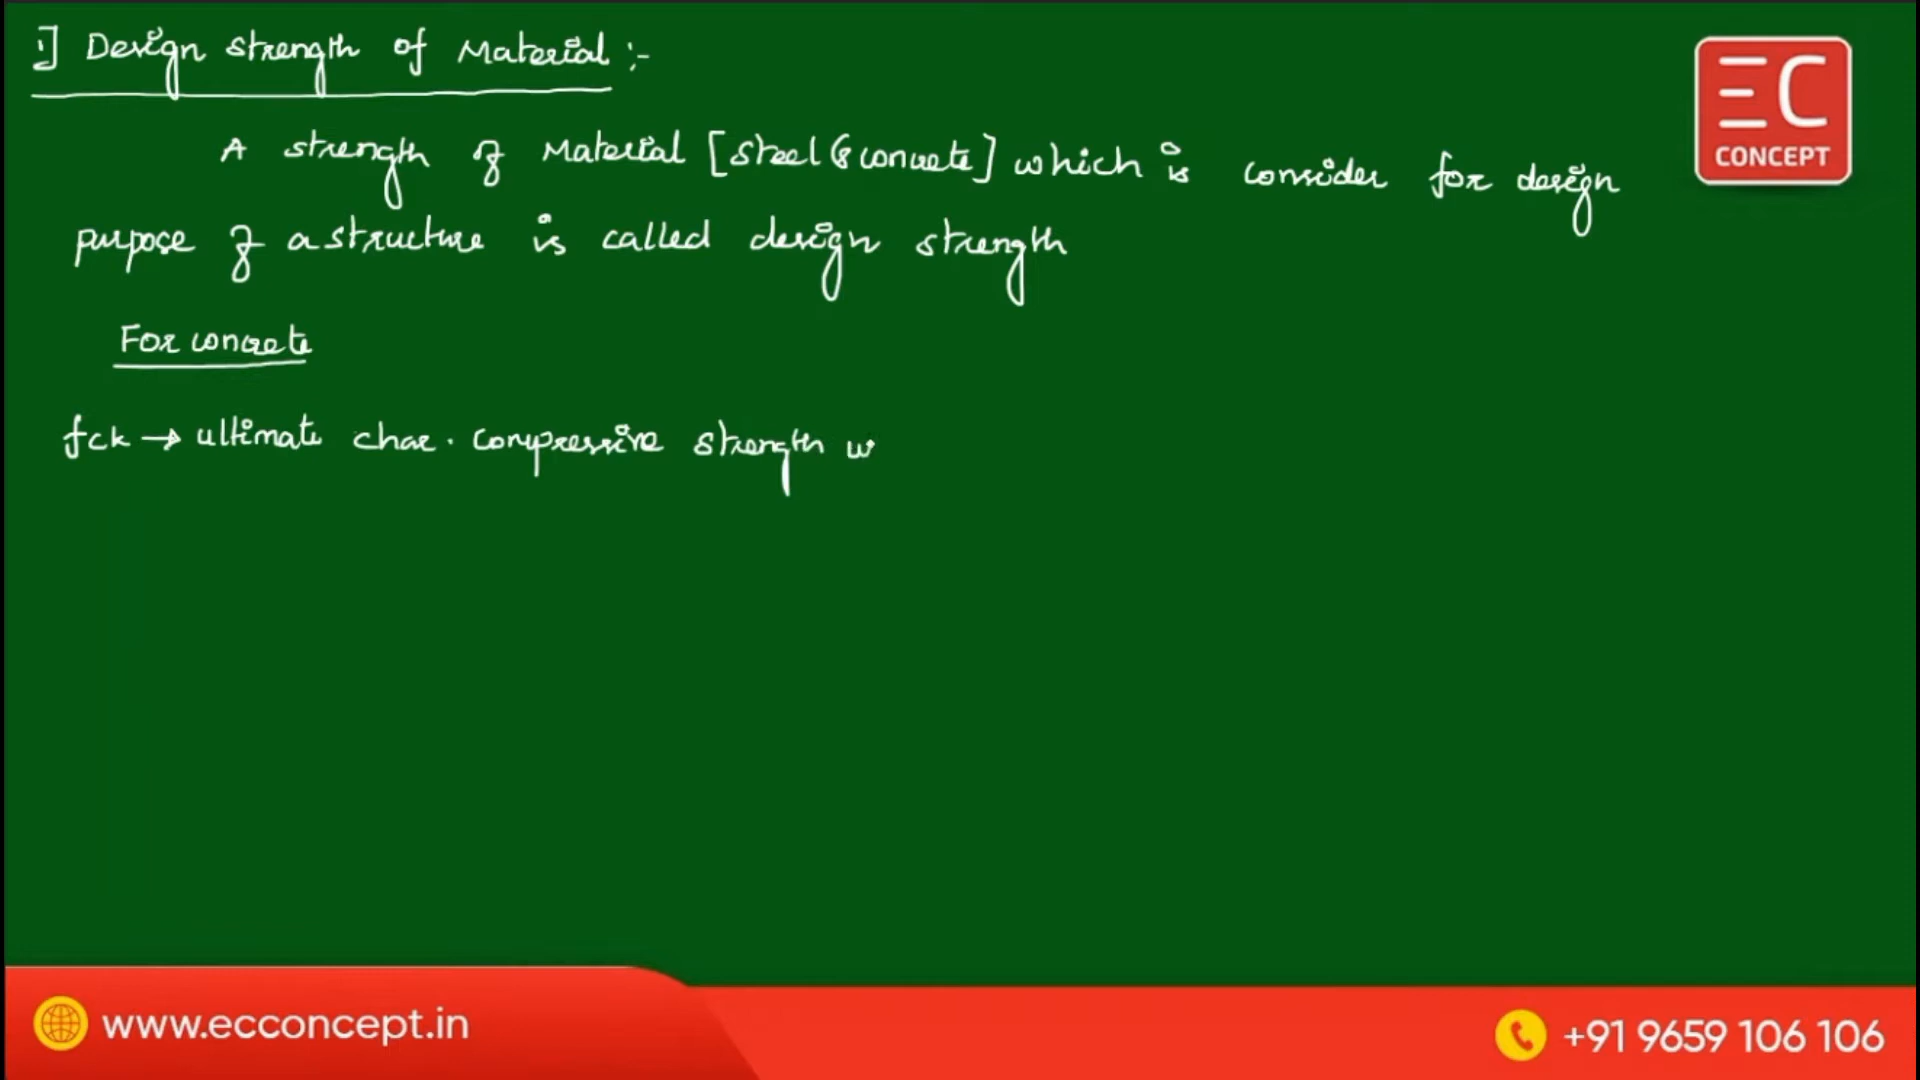 1] Design strength of Material :-
EC
CONCEPT
A strength of Material [steel & concrete] which is consider for design
purpose of a structure is called design strength
For concrete
fck → ultimate char. compressive strength w
www.ecconcept.in
+91 9659 106 106